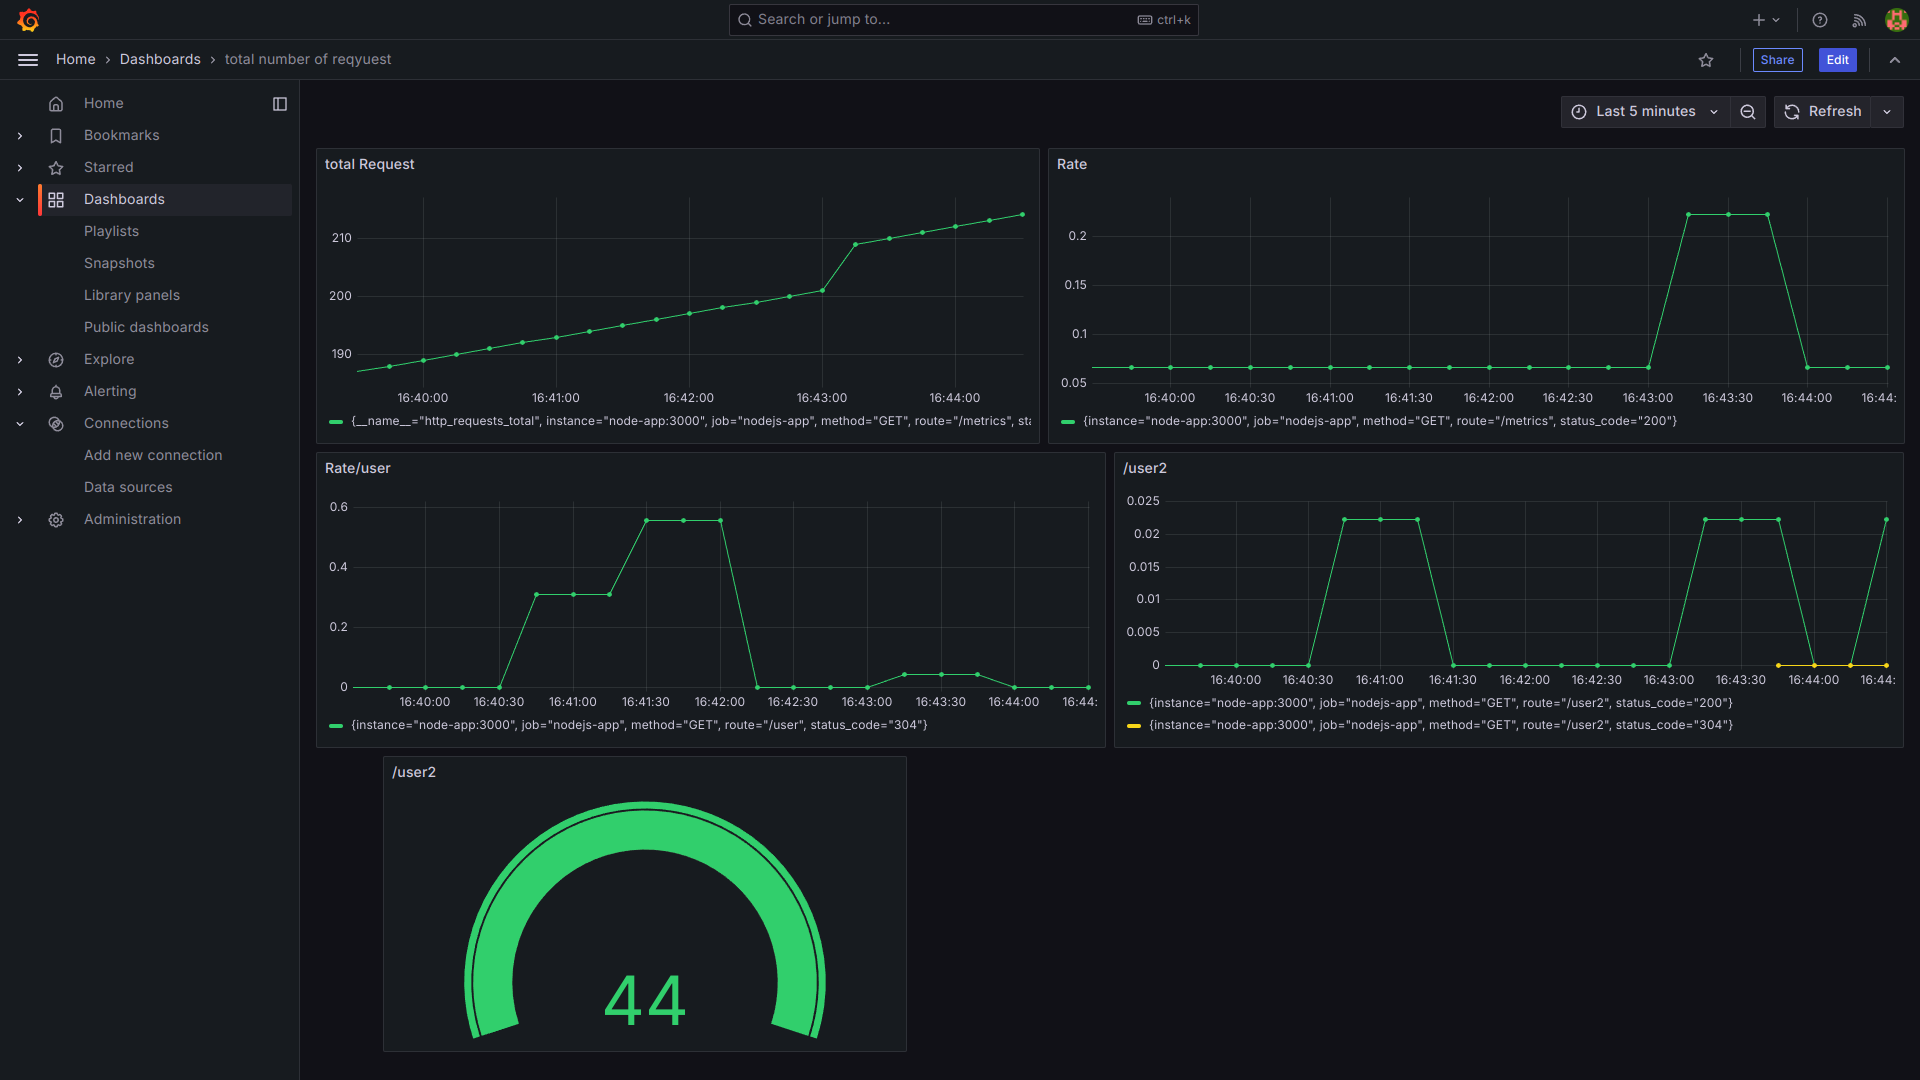 Search or jump to...
ctrl+k
Home › Dashboards › total number of reqyuest
Share
Edit
Home
Bookmarks
Starred
Dashboards
Playlists
Snapshots
Library panels
Public dashboards
Explore
Alerting
Connections
Add new connection
Data sources
Administration
Last 5 minutes
Refresh
total Request
210
200
190
16:40:00 16:41:00 16:42:00 16:43:00 16:44:00
{__name__="http_requests_total", instance="node-app:3000", job="nodejs-app", method="GET", route="/metrics", sta
Rate
0.2
0.15
0.1
0.05
16:40:00 16:40:30 16:41:00 16:41:30 16:42:00 16:42:30 16:43:00 16:43:30 16:44:00 16:44:
{instance="node-app:3000", job="nodejs-app", method="GET", route="/metrics", status_code="200"}
Rate/user
0.6
0.4
0.2
0
16:40:00 16:40:30 16:41:00 16:41:30 16:42:00 16:42:30 16:43:00 16:43:30 16:44:00 16:44:
{instance="node-app:3000", job="nodejs-app", method="GET", route="/user", status_code="304"}
/user2
0.025
0.02
0.015
0.01
0.005
0
16:40:00 16:40:30 16:41:00 16:41:30 16:42:00 16:42:30 16:43:00 16:43:30 16:44:00 16:44:
{instance="node-app:3000", job="nodejs-app", method="GET", route="/user2", status_code="200"}
{instance="node-app:3000", job="nodejs-app", method="GET", route="/user2", status_code="304"}
/user2
44